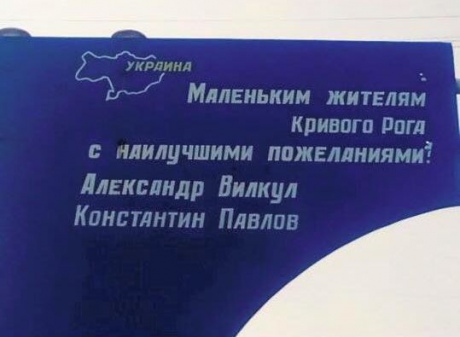 УКРАИНА
Маленьким жителям
Кривого Рога
с наилучшими пожеланиями!
Александр Вилкул
Константин Павлов